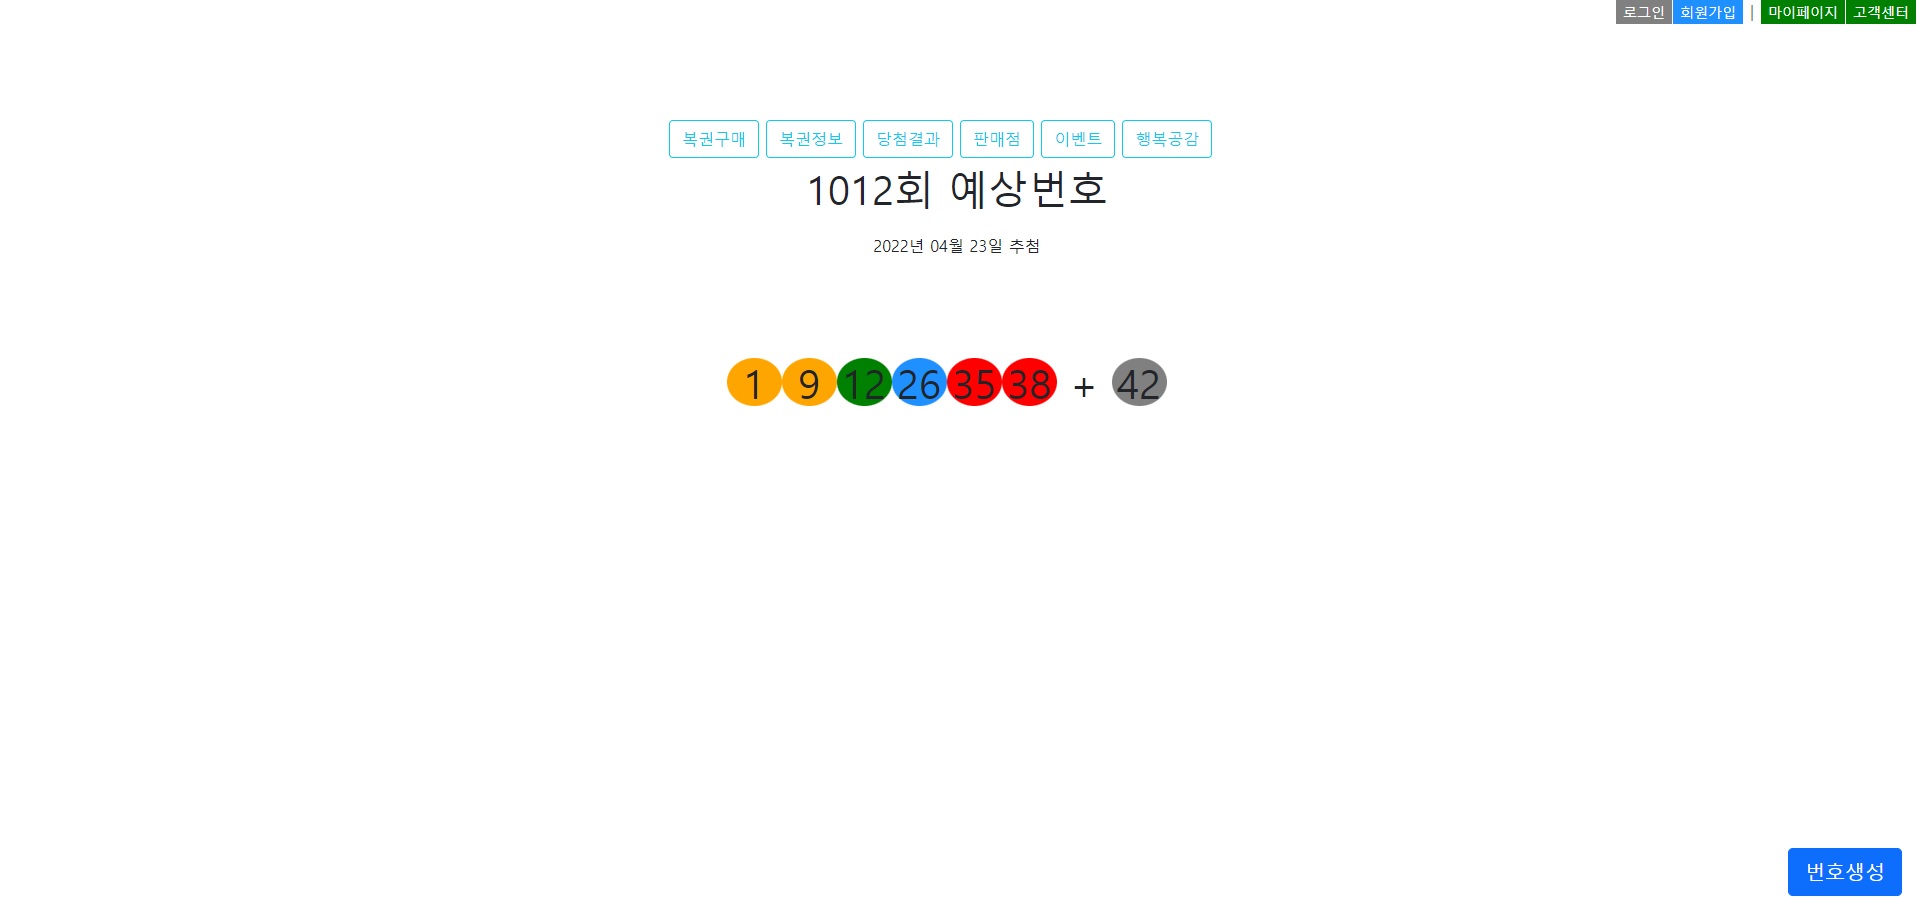 로그인 회원가입 | 마이페이지 고객센터
복권구매 복권정보 당첨결과 판매점 이벤트 행복공감
1012회 예상번호
2022년 04월 23일 추첨
1 9 12 26 35 38 + 42
번호생성